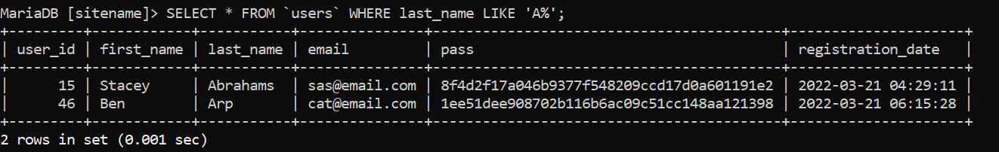 MariaDB [sitename]> SELECT * FROM `users` WHERE last_name LIKE 'A%';
+---------+------------+-----------+---------------+------------------------------------------+---------------------+
| user_id | first_name | last_name | email         | pass                                     | registration_date   |
+---------+------------+-----------+---------------+------------------------------------------+---------------------+
|      15 | Stacey     | Abrahams  | sas@email.com | 8f4d2f17a046b9377f548209ccd17d0a601191e2 | 2022-03-21 04:29:11 |
|      46 | Ben        | Arp       | cat@email.com | 1ee51dee908702b116b6ac09c51cc148aa121398 | 2022-03-21 06:15:28 |
+---------+------------+-----------+---------------+------------------------------------------+---------------------+
2 rows in set (0.001 sec)